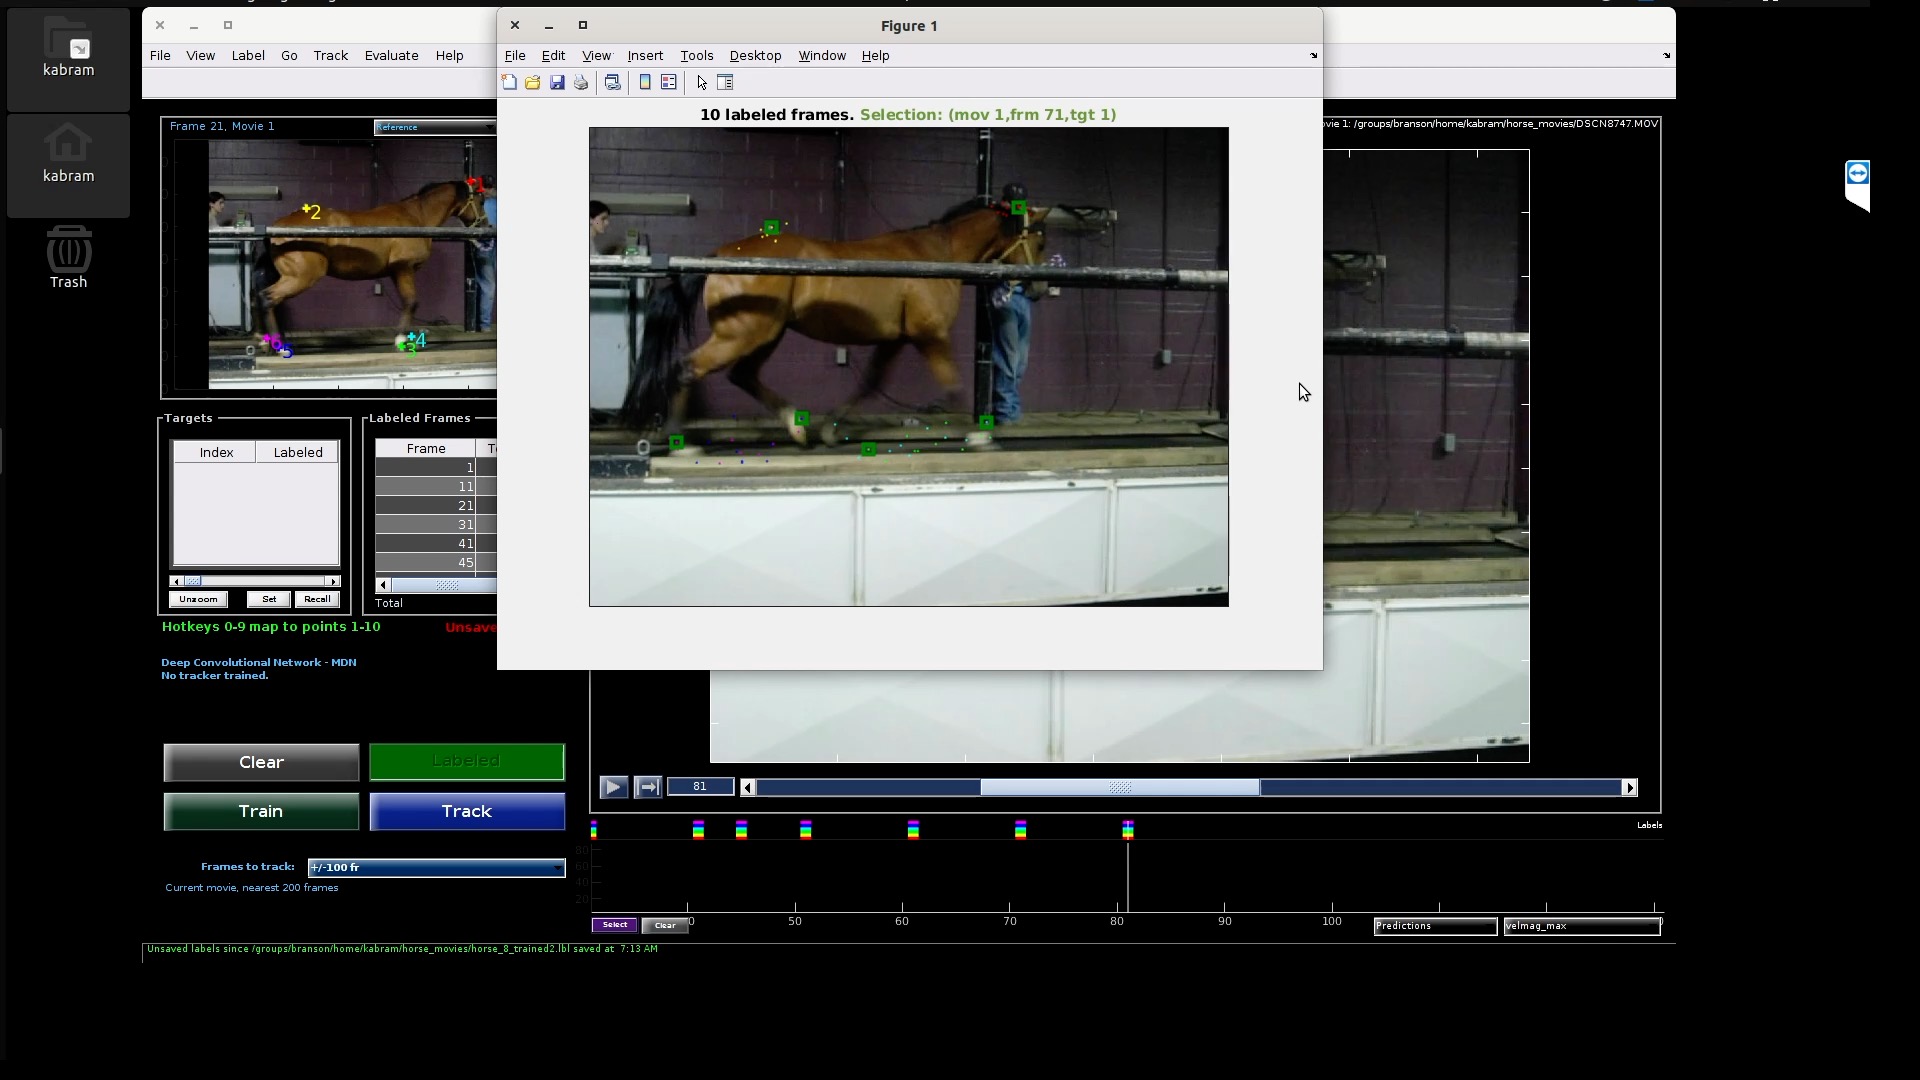 kabram
kabram
Trash
File View Label Go Track Evaluate Help
Figure 1
File Edit View Insert Tools Desktop Window Help
10 labeled frames. Selection: (mov 1,frm 71,tgt 1)
Frame 21, Movie 1
Reference
1
2
4
3
6
5
ovie 1: /groups/branson/home/kabram/horse_movies/DSCN8747.MOV
Targets
Index Labeled
Unzoom Set Recall
Labeled Frames
Frame
1
11
21
31
41
45
Total
Hotkeys 0-9 map to points 1-10
Unsave
Deep Convolutional Network - MDN
No tracker trained.
Clear Labeled
Train Track
Frames to track: +/-100 fr
Current movie, nearest 200 frames
81
Labels
80
60
40
20
0 50 60 70 80 90 100
Select Clear
Predictions velmag_max
Unsaved labels since /groups/branson/home/kabram/horse_movies/horse_8_trained2.lbl saved at 7:13 AM